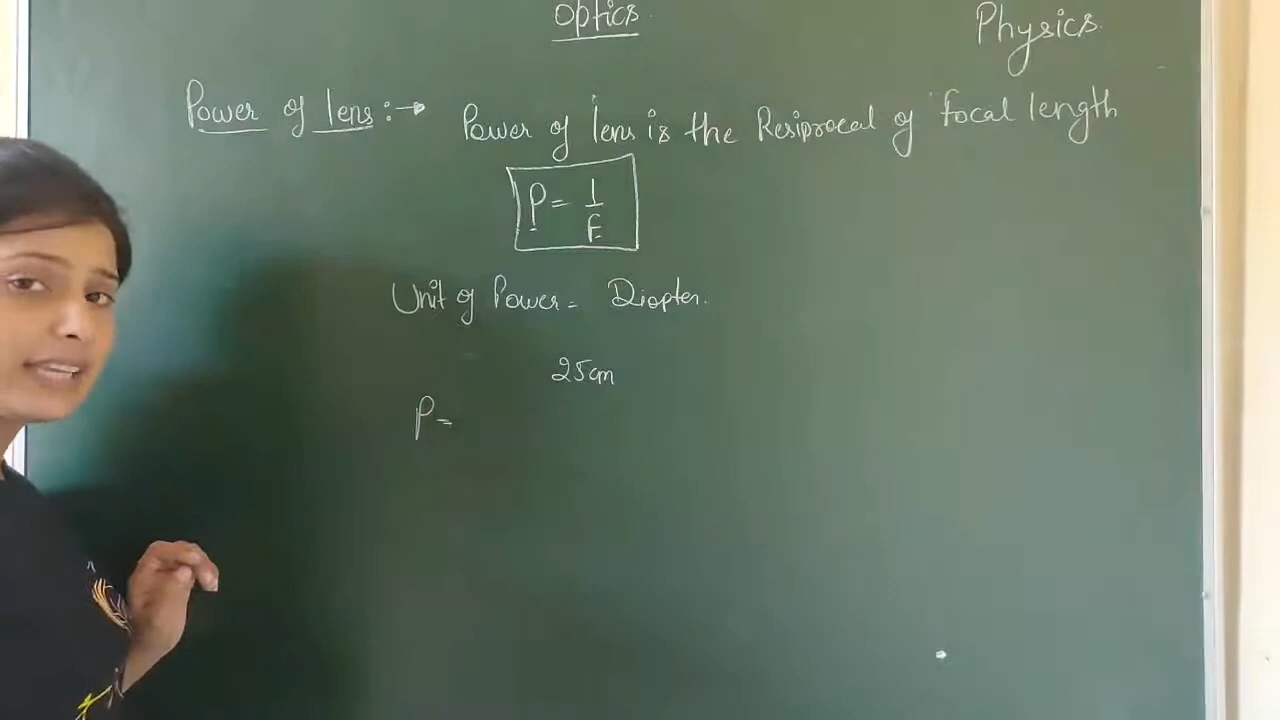 Optics
Physics
Power of lens:→ Power of lens is the Resiprocal of focal length
P = 1/F
Unit of Power = Diopter.
25cm
P =